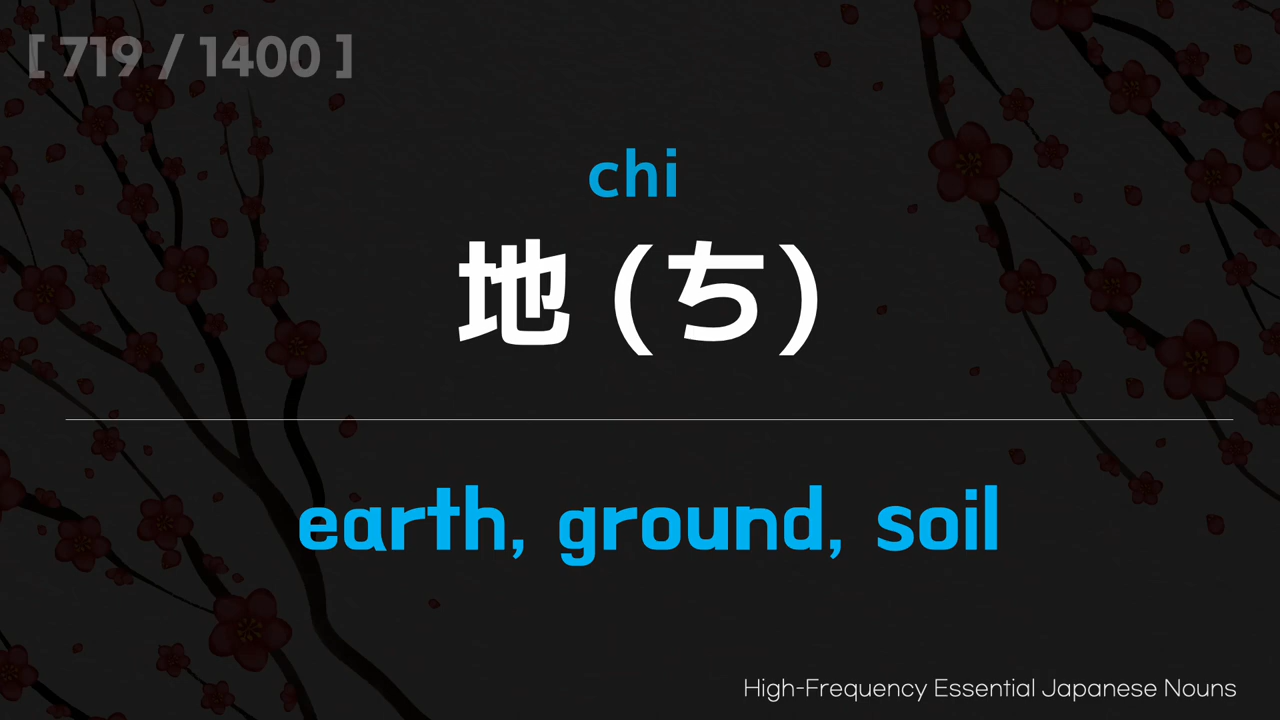 [ 719 / 1400 ]
chi
地 (ち)
earth, ground, soil
High-Frequency Essential Japanese Nouns